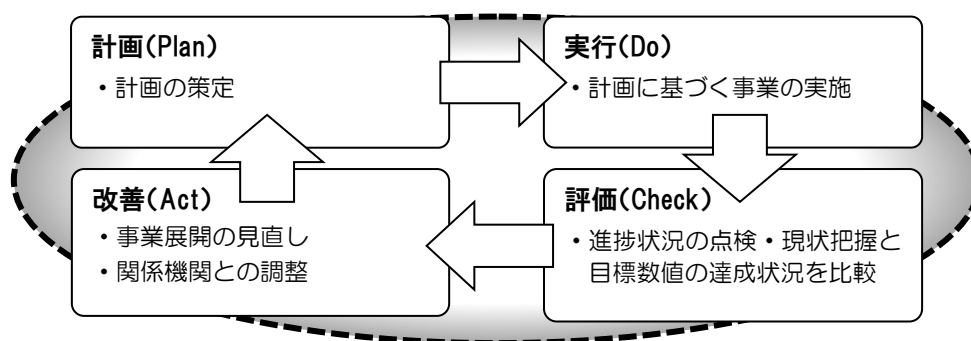 計画(Plan)
・計画の策定
実行(Do)
・計画に基づく事業の実施
改善(Act)
・事業展開の見直し
・関係機関との調整
評価(Check)
・進捗状況の点検・現状把握と
目標数値の達成状況を比較